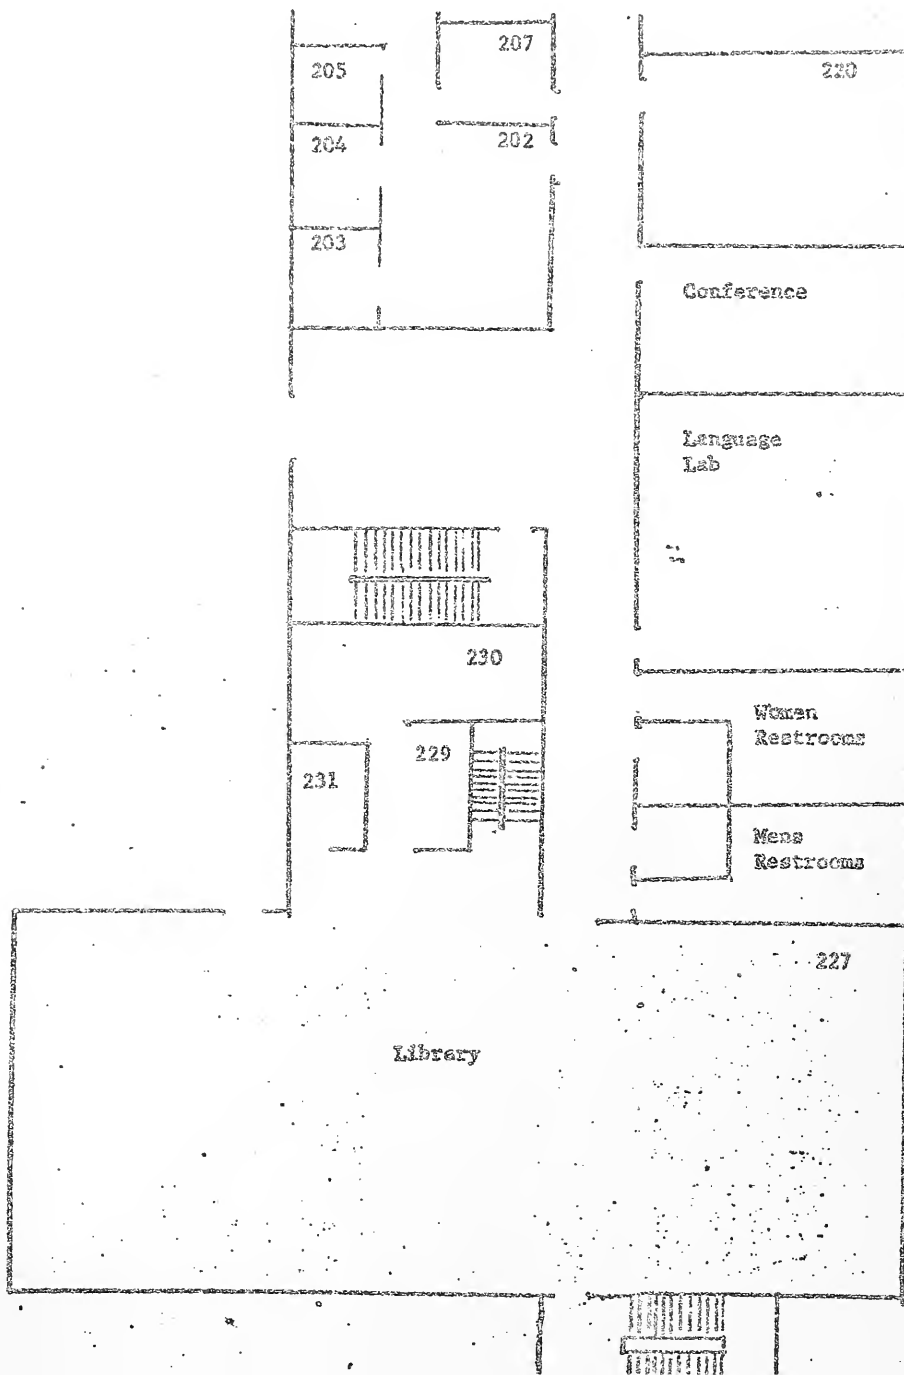 207
205
220
204
202
203
Conference
Language
Lab
230
Women
Restrooms
229
231
Mens
Restrooms
227
Library